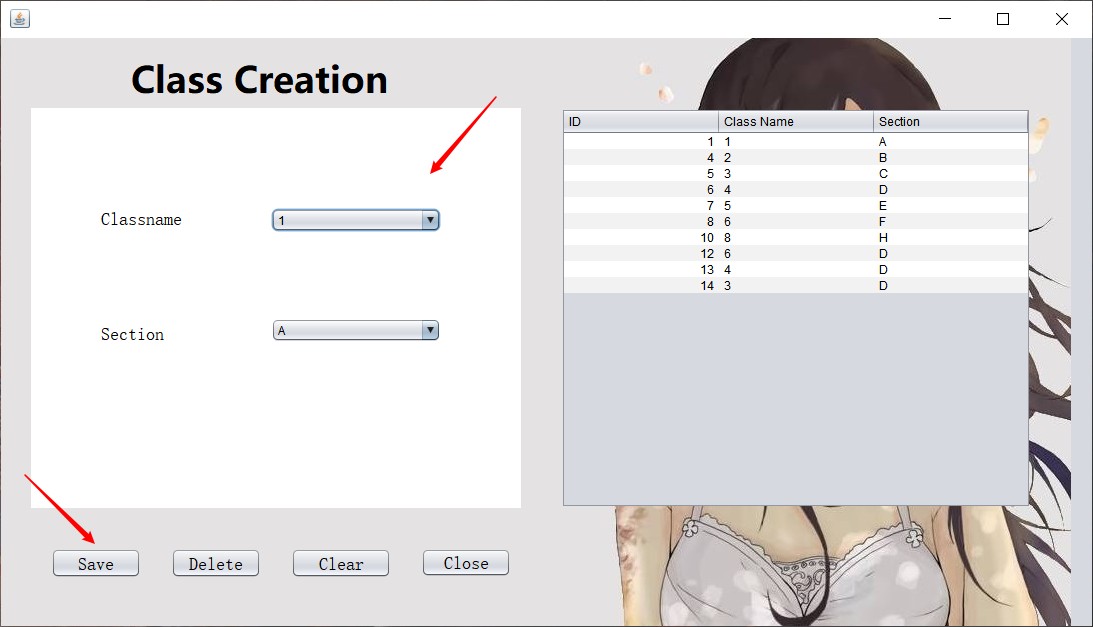 Class Creation
Classname 1
Section A
Save Delete Clear Close
ID Class Name Section
1 1 A
4 2 B
5 3 C
6 4 D
7 5 E
8 6 F
10 8 H
12 6 D
13 4 D
14 3 D